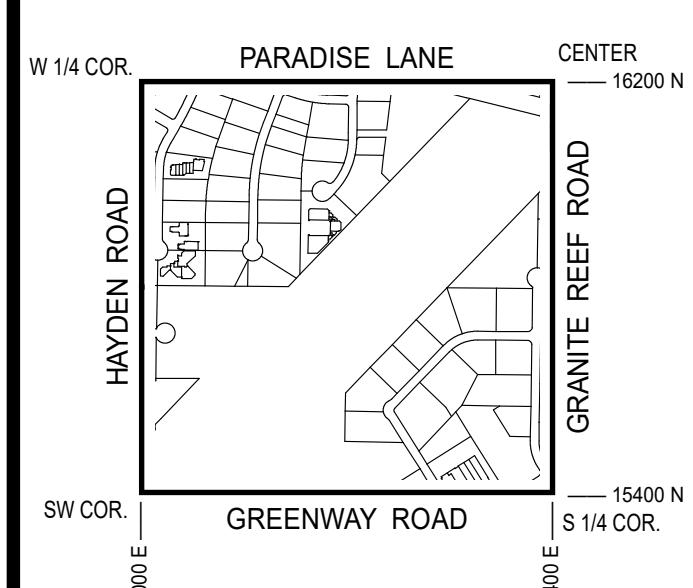 W 1/4 COR.
PARADISE LANE
CENTER
16200 N
HAYDEN ROAD
GRANITE REEF ROAD
15400 N
SW COR.
GREENWAY ROAD
S 1/4 COR.